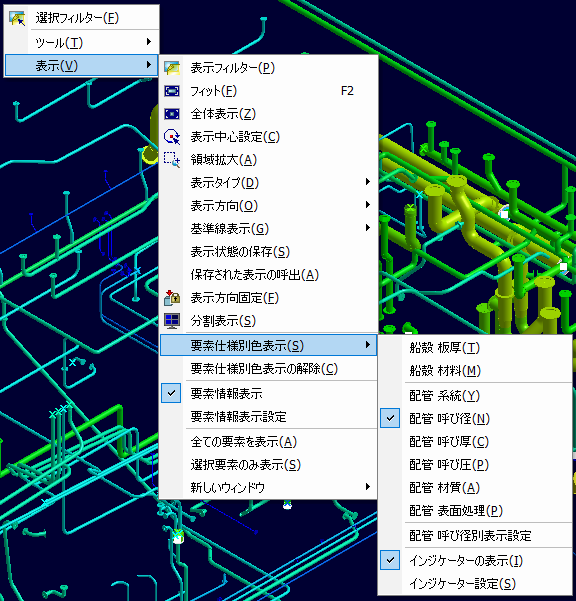 選択フィルター(F)
ツール(T)
表示(V)
表示フィルター(P)
フィット(F) F2
全体表示(Z)
表示中心設定(C)
領域拡大(A)
表示タイプ(D)
表示方向(O)
基準線表示(G)
表示状態の保存(S)
保存された表示の呼出(A)
表示方向固定(F)
分割表示(S)
要素仕様別色表示(S)
要素仕様別色表示の解除(C)
要素情報表示
要素情報表示設定
全ての要素を表示(A)
選択要素のみ表示(S)
新しいウィンドウ
船殻 板厚(T)
船殻 材料(M)
配管 系統(Y)
配管 呼び径(N)
配管 呼び厚(C)
配管 呼び圧(P)
配管 材質(A)
配管 表面処理(P)
配管 呼び径別表示設定
インジケーターの表示(I)
インジケーター設定(S)